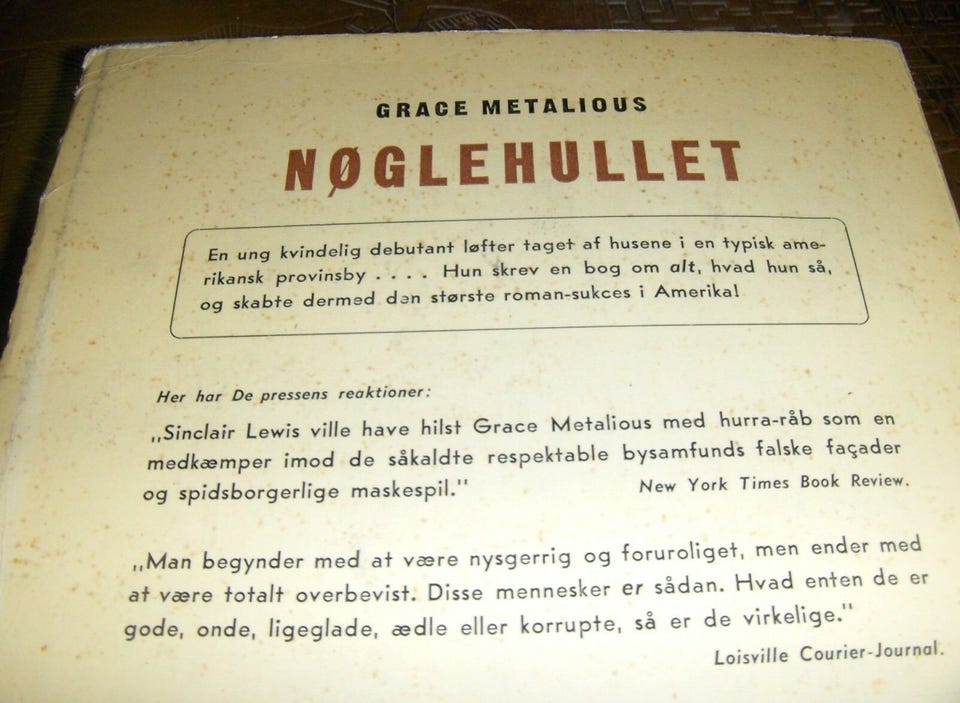 GRACE METALIOUS
NØGLEHULLET
En ung kvindelig debutant løfter taget af husene i en typisk ame-
rikansk provinsby . . . . Hun skrev en bog om alt, hvad hun så,
og skabte dermed den største roman-sukces i Amerika!
Her har De pressens reaktioner:
„Sinclair Lewis ville have hilst Grace Metalious med hurra-råb som en
medkæmper imod de såkaldte respektable bysamfunds falske façader
og spidsborgerlige maskespil.” New York Times Book Review.
„Man begynder med at være nysgerrig og foruroliget, men ender med
at være totalt overbevist. Disse mennesker er sådan. Hvad enten de er
gode, onde, ligeglade, ædle eller korrupte, så er de virkelige.”
Loisville Courier-Journal.